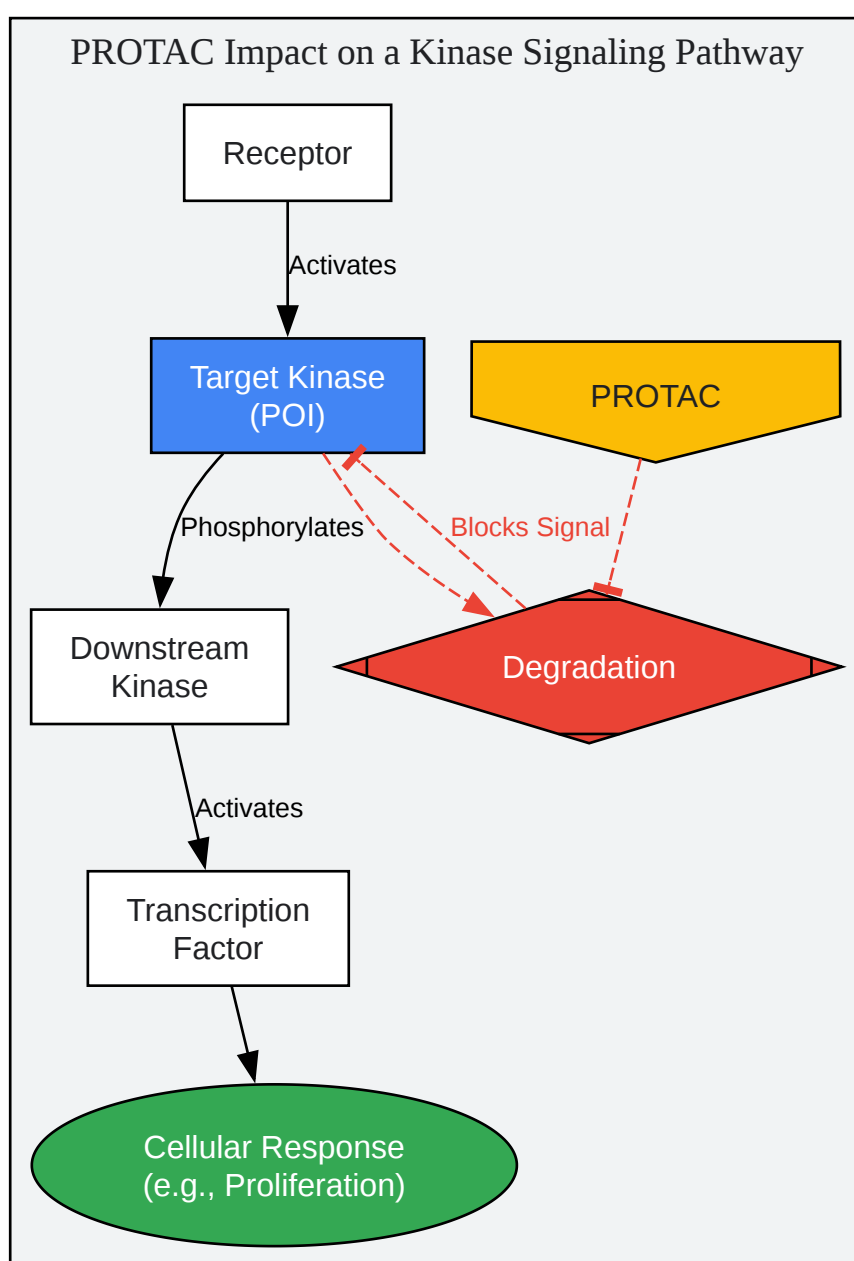 PROTAC Impact on a Kinase Signaling Pathway
Receptor
Activates
Target Kinase
(POI)
PROTAC
Phosphorylates
Blocks Signal
Downstream
Kinase
Degradation
Activates
Transcription
Factor
Cellular Response
(e.g., Proliferation)